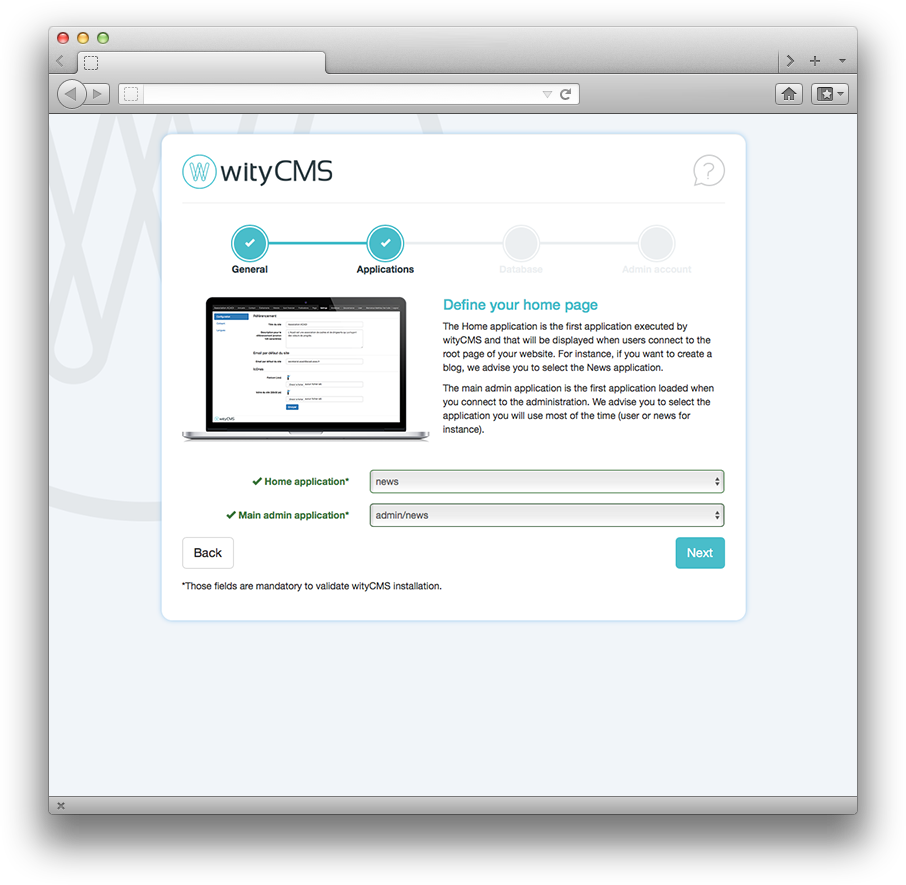 wityCMS
?
General
Applications
Database
Admin account
Define your home page
The Home application is the first application executed by
wityCMS and that will be displayed when users connect to the
root page of your website. For instance, if you want to create a
blog, we advise you to select the News application.
The main admin application is the first application loaded when
you connect to the administration. We advise you to select the
application you will use most of the time (user or news for
instance).
Home application*
news
Main admin application*
admin/news
Back
Next
*Those fields are mandatory to validate wityCMS installation.